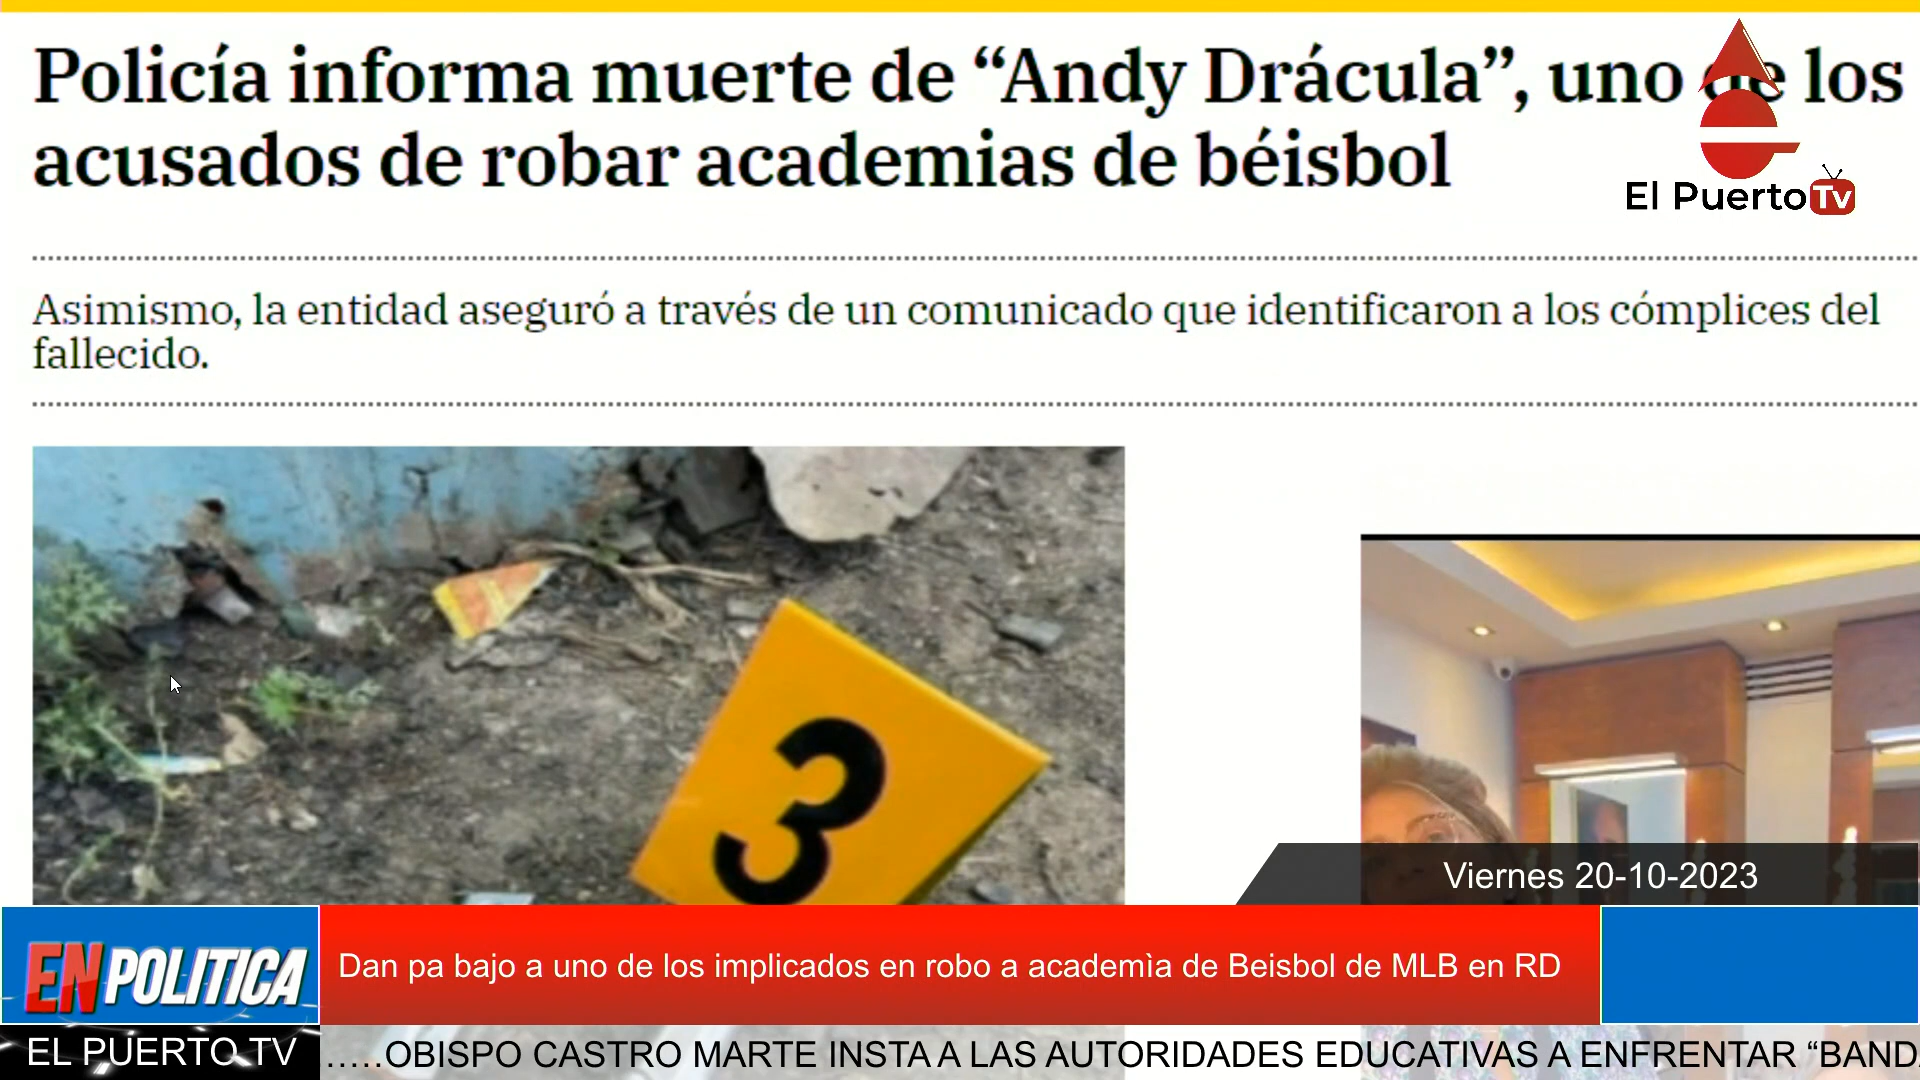 Policía informa muerte de “Andy Drácula”, uno de los
acusados de robar academias de béisbol
El Puerto Tv
Asimismo, la entidad aseguró a través de un comunicado que identificaron a los cómplices del
fallecido.
3
Viernes 20-10-2023
EN POLITICA
Dan pa bajo a uno de los implicados en robo a academìa de Beisbol de MLB en RD
EL PUERTO TV
.....OBISPO CASTRO MARTE INSTA A LAS AUTORIDADES EDUCATIVAS A ENFRENTAR “BAND